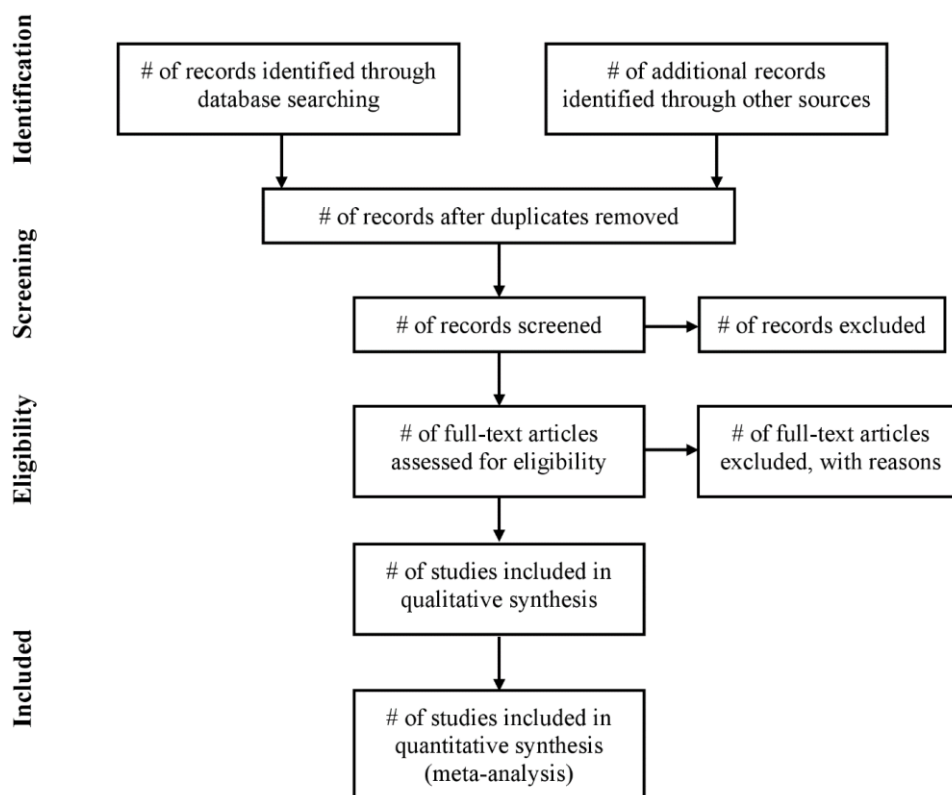 Identification
# of records identified through
database searching
# of additional records
identified through other sources
# of records after duplicates removed
Screening
# of records screened
# of records excluded
Eligibility
# of full-text articles
assessed for eligibility
# of full-text articles
excluded, with reasons
Included
# of studies included in
qualitative synthesis
# of studies included in
quantitative synthesis
(meta-analysis)